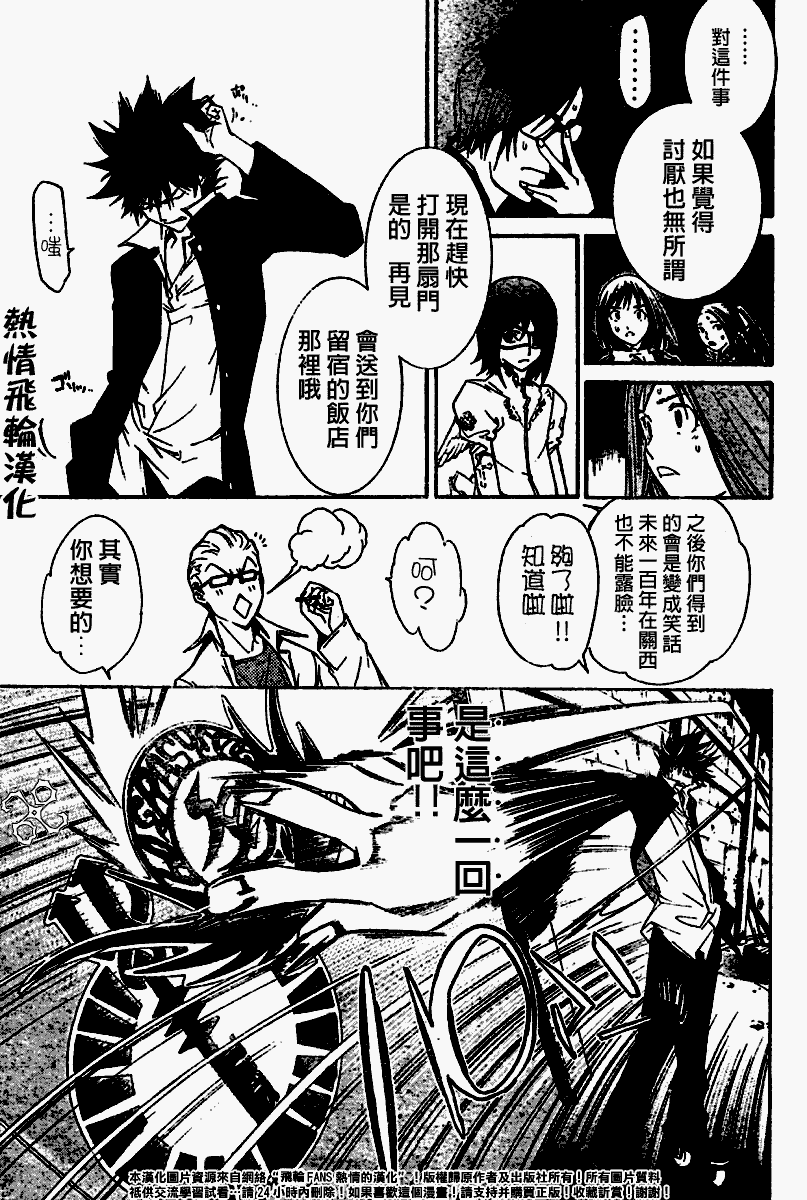 ……
對這件事
………
如果覺得
討厭也無所謂
現在趕快
打開那扇門
是的 再見
會送到你們
留宿的飯店
那裡哦
…嗤
熱情飛輪漢化
之後你們得到
的會是變成笑話
未來一百年在關西
也不能露臉…
夠了啦!!
知道啦
呵?
其實
你想要的…
是這麼一回
事吧!!
本漢化圖片資源來自網絡,"飛輪FANS熱情的漢化"!版權歸原作者及出版社所有!所有圖片資料
祗供交流學習試看,請24小時內刪除!如果喜歡這個漫畫!請支持并購買正版!收藏嘗試!謝謝!